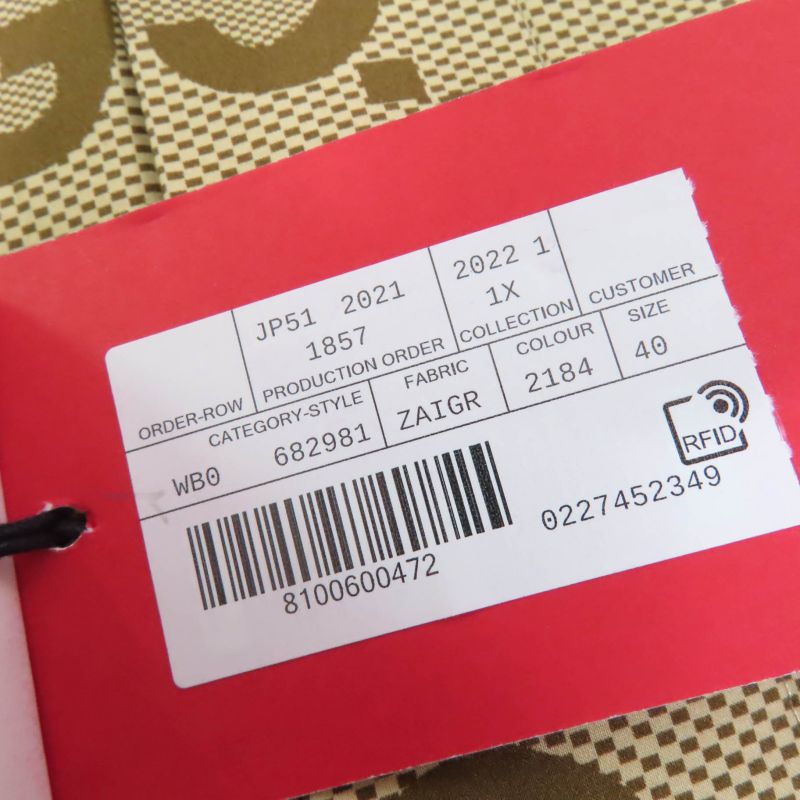 JP51 2021
1857
2022 1
1X
ORDER-ROW
PRODUCTION ORDER
COLLECTION
CUSTOMER
CATEGORY-STYLE
FABRIC
COLOUR
SIZE
WB0 682981
ZAIGR
2184
40
RFID
8100600472
0227452349